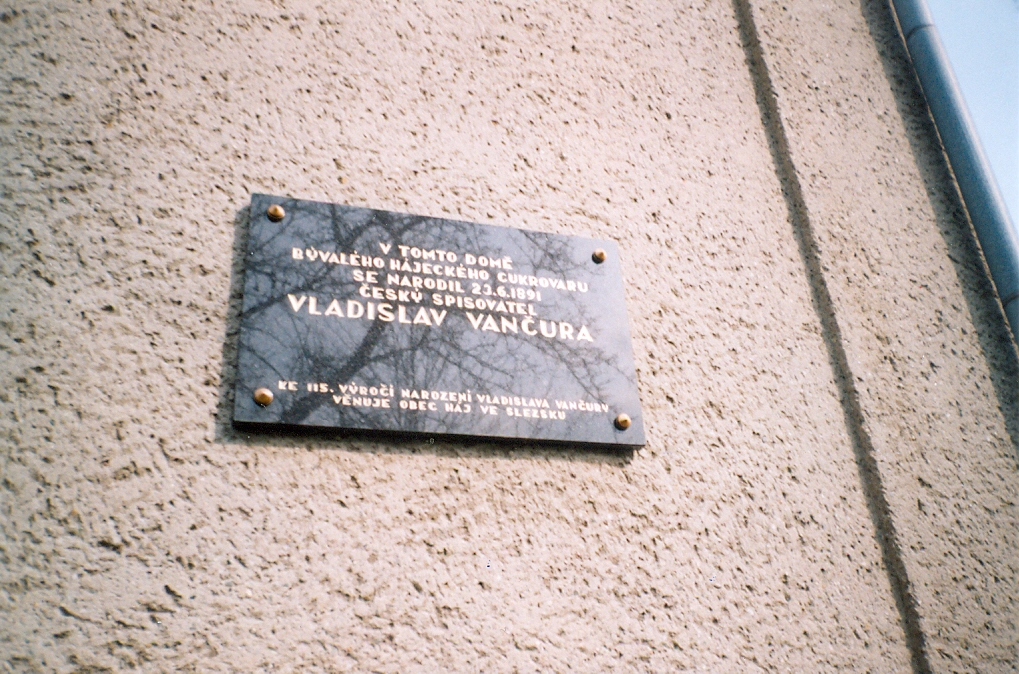 V TOMTO DOMĚ
BÝVALÉHO HÁJECKÉHO CUKROVARU
SE NARODIL 23.6.1891
ČESKÝ SPISOVATEL
VLADISLAV VANČURA
KE 115. VÝROČÍ NAROZENÍ VLADISLAVA VANČURY
VĚNUJE OBEC HÁJ VE SLEZSKU